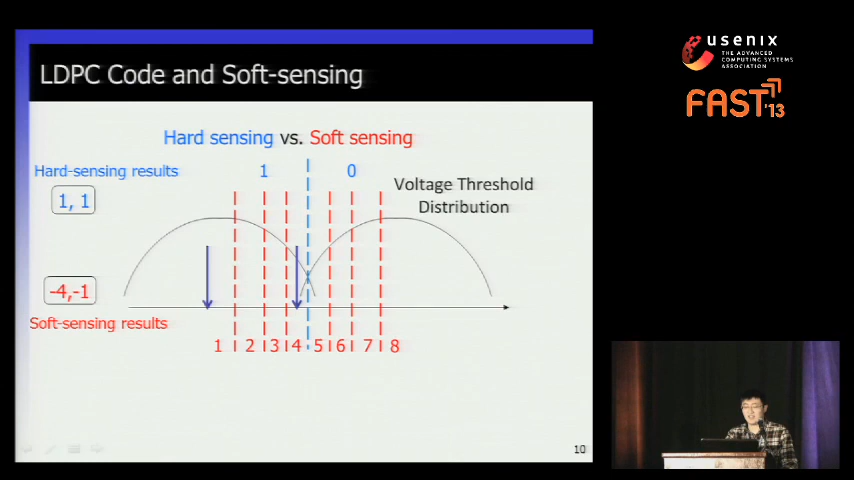 LDPC Code and Soft-sensing
Hard sensing vs. Soft sensing
Hard-sensing results
1
0
Voltage Threshold
Distribution
1, 1
-4,-1
Soft-sensing results
1 2 3 4 5 6 7 8
10
usenix
THE ADVANCED
COMPUTING SYSTEMS
ASSOCIATION
FAST '13